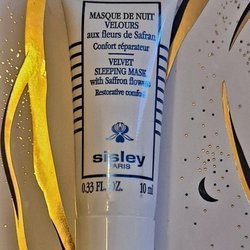 MASQUE DE NUIT
VELOURS
aux fleurs de Safran
Confort réparateur
VELVET
SLEEPING MASK
with Saffron flowers
Restorative comfort
sisley
PARIS
0.33 FL. OZ. 10 ml